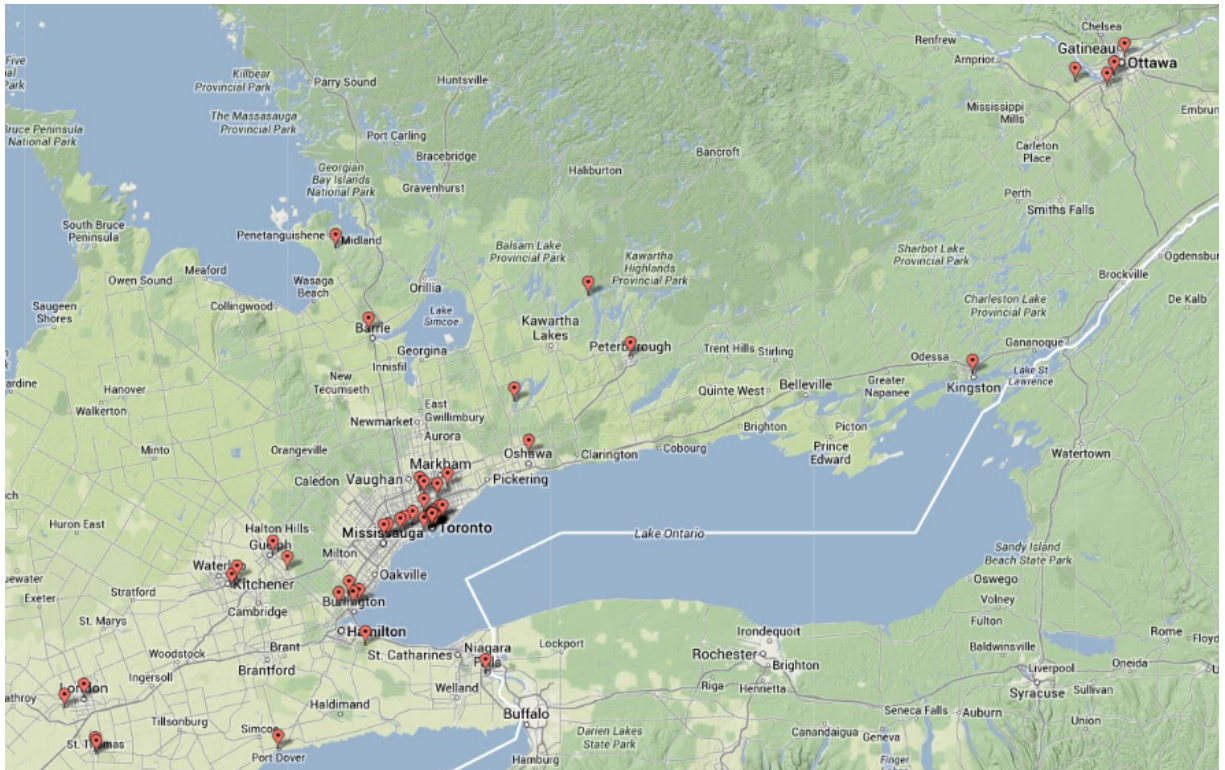 Chelsea
Renfrew
Gatineau
Arnprior
Ottawa
Killbear
Provincial Park
Parry Sound
Huntsville
Mississippi
Mills
Embrun
The Massasauga
Provincial Park
Bruce Peninsula
National Park
Port Carling
Bracebridge
Bancroft
Carleton
Place
Georgian
Bay Islands
National Park
Haliburton
Gravenhurst
Perth
Smiths Falls
South Bruce
Peninsula
Penetanguishene
Midland
Balsam Lake
Provincial Park
Kawartha
Highlands
Provincial Park
Sharbot Lake
Provincial Park
Ogdensburg
Meaford
Owen Sound
Wasaga
Beach
Orillia
Brockville
Saugeen
Shores
Collingwood
Lake
Simcoe
Charleston Lake
Provincial Park
De Kalb
Barrie
Kawartha
Lakes
Peterborough
Trent Hills
Stirling
Gananoque
Georgina
Innisfil
Odessa
Lake St
Lawrence
Hanover
New
Tecumseth
Quinte West
Belleville
Greater
Napanee
Kingston
Walkerton
East
Gwillimbury
Newmarket
Aurora
Brighton
Picton
Minto
Orangeville
Oshawa
Clarington
Cobourg
Prince
Edward
Watertown
Markham
Vaughan
Caledon
Pickering
Huron East
Halton Hills
Mississauga
Toronto
Lake Ontario
Guelph
Milton
Sandy Island
Beach State Park
Waterloo
Kitchener
Oakville
Oswego
Exeter
Stratford
Cambridge
Burlington
Volney
Fulton
St. Marys
Hamilton
Irondequoit
Rome
Floyd
Woodstock
Brant
St. Catharines
Niagara
Falls
Lockport
Rochester
Brighton
Baldwinsville
Oneida
Brantford
Liverpool
London
Ingersoll
Welland
Riga
Henrietta
Syracuse
Sullivan
Haldimand
Buffalo
Seneca Falls
Auburn
Tillsonburg
Simcoe
Union
St. Thomas
Port Dover
Darien Lakes
State Park
Canandaigua
Geneva
Hamburg
Finger